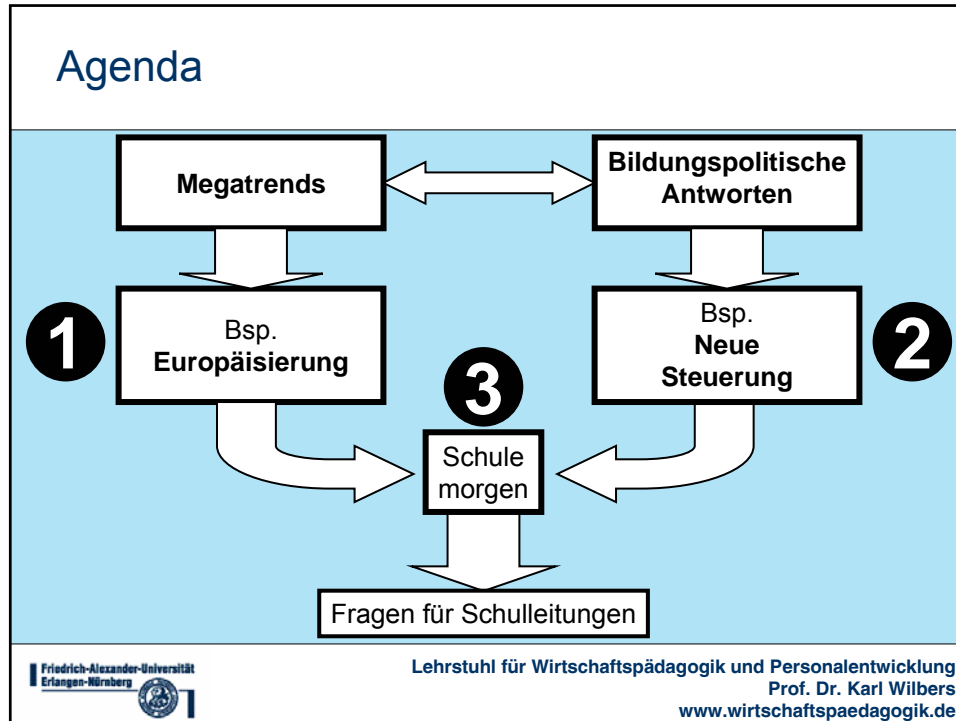 Agenda
Megatrends
Bildungspolitische
Antworten
1
Bsp.
Europäisierung
Bsp.
Neue
Steuerung
2
3
Schule
morgen
Fragen für Schulleitungen
Friedrich-Alexander-Universität
Erlangen-Nürnberg
Lehrstuhl für Wirtschaftspädagogik und Personalentwicklung
Prof. Dr. Karl Wilbers
www.wirtschaftspaedagogik.de